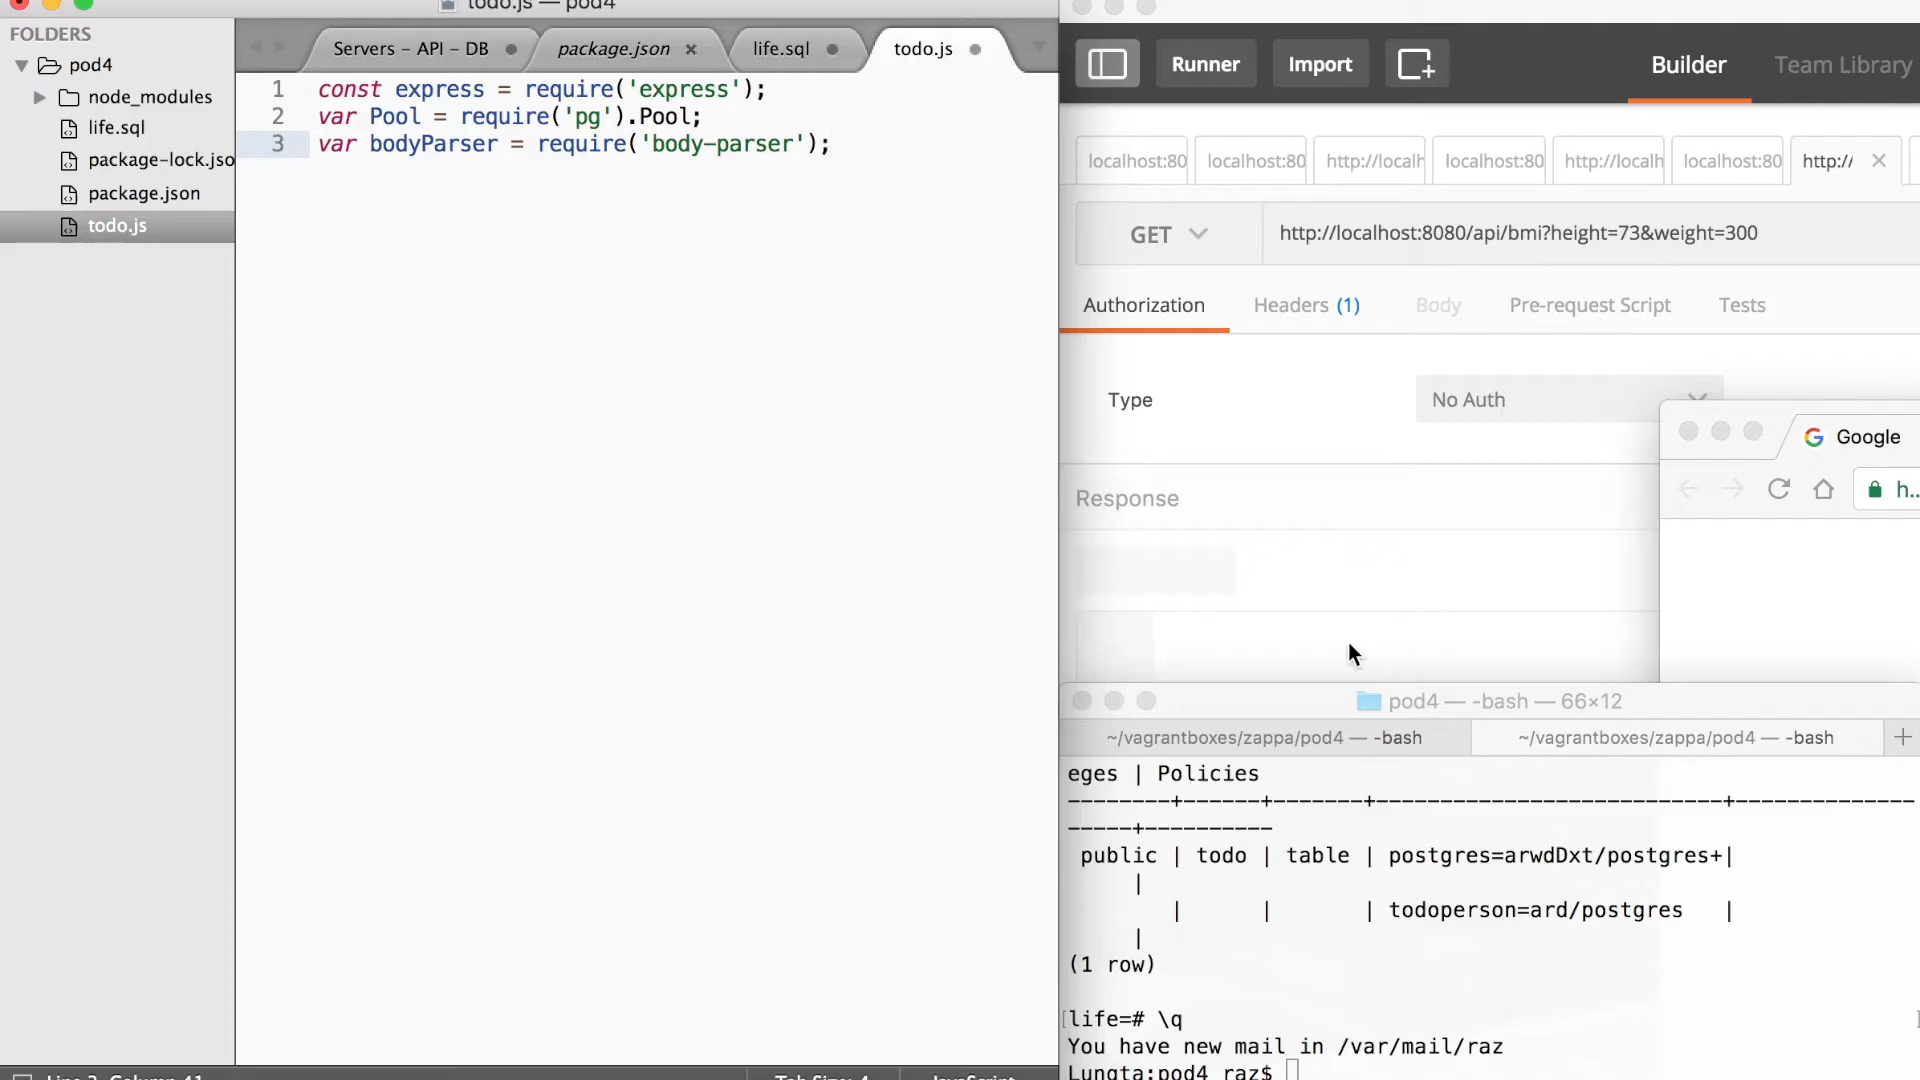 todo.js — pod4
FOLDERS
pod4
node_modules
life.sql
package-lock.jso
package.json
todo.js
Servers – API – DB
package.json
life.sql
todo.js
1 const express = require('express');
2 var Pool = require('pg').Pool;
3 var bodyParser = require('body-parser');
Tab Size: 4
JavaScript
Runner
Import
Builder
Team Library
localhost:80
localhost:80
http://localh
localhost:80
http://localh
localhost:80
http://
GET
http://localhost:8080/api/bmi?height=73&weight=300
Authorization
Headers (1)
Body
Pre-request Script
Tests
Type
No Auth
Response
Google
h..
pod4 — -bash — 66×12
~/vagrantboxes/zappa/pod4 — -bash
~/vagrantboxes/zappa/pod4 — -bash
eges | Policies
--------+------+-------+---------------------------+--------------
-----+----------
public | todo | table | postgres=arwdDxt/postgres+|
|
| | | todoperson=ard/postgres |
|
(1 row)
life=# \q
You have new mail in /var/mail/raz
Lungta:pod4 raz$